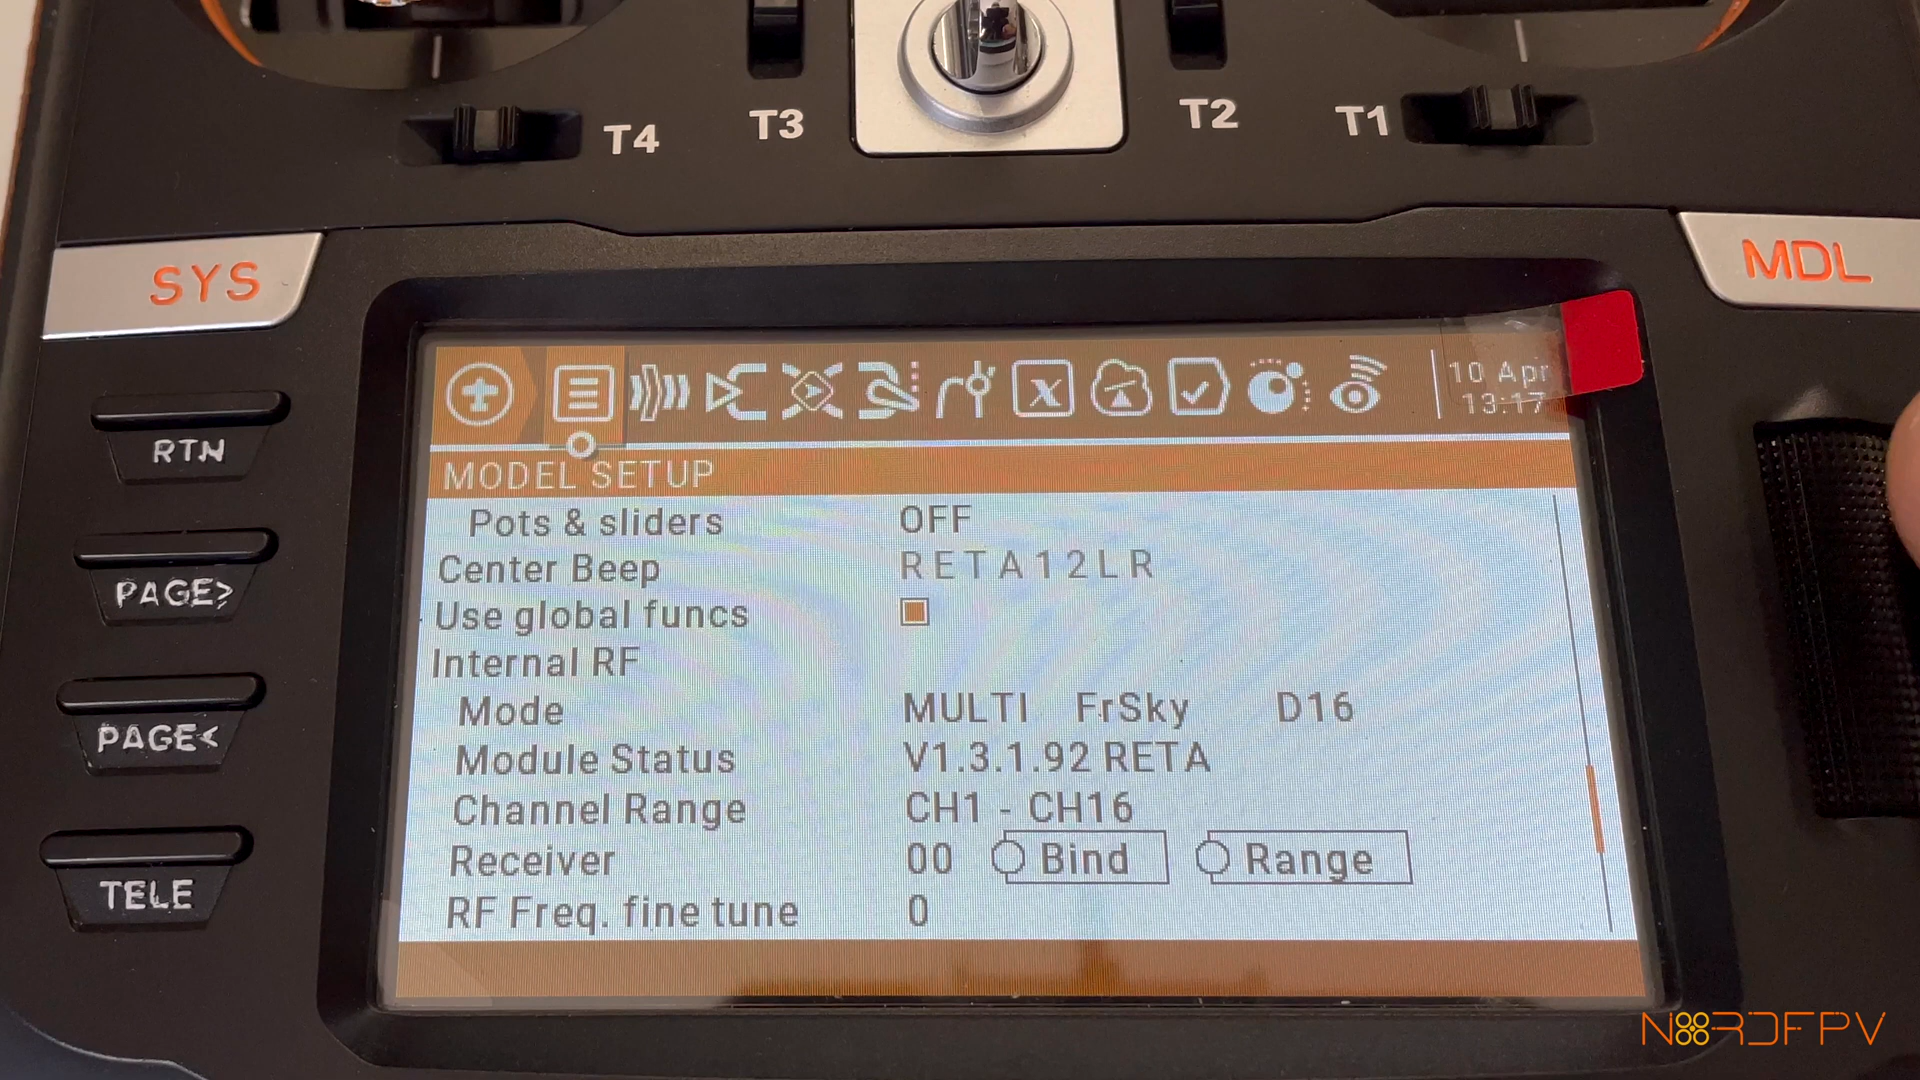 T4 T3 T2 T1
SYS MDL
10 Apr
13:17
RTN
MODEL SETUP
Pots & sliders OFF
Center Beep RETA12LR
Use global funcs
PAGE>
Internal RF
Mode MULTI FrSky D16
PAGE<
Module Status V1.3.1.92 RETA
Channel Range CH1 - CH16
Receiver 00 Bind Range
TELE
RF Freq. fine tune 0
NORDFPV